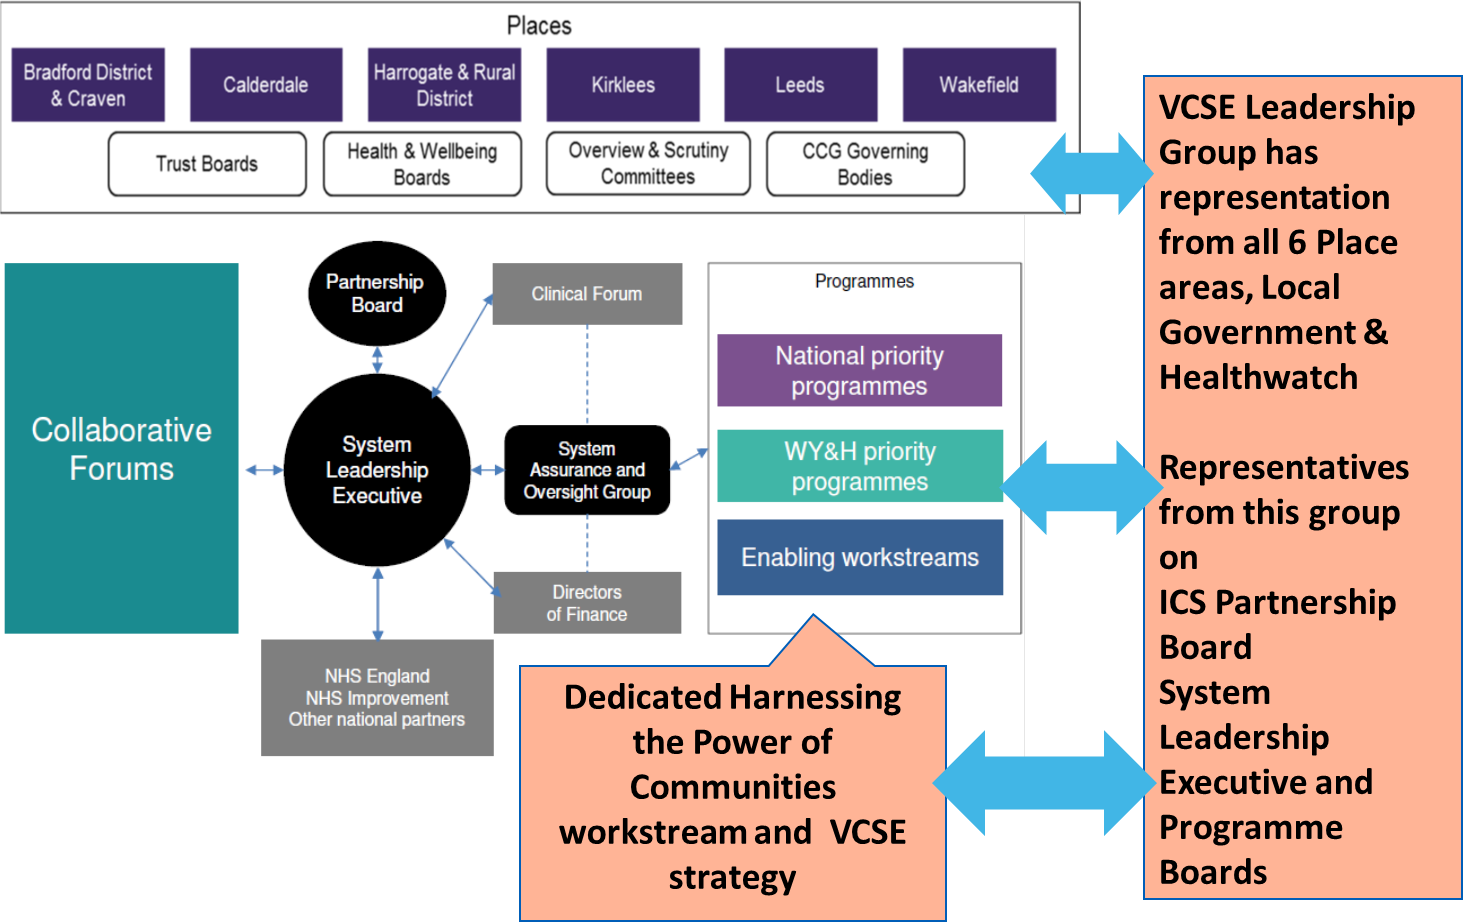 Places
Bradford District
& Craven
Calderdale
Harrogate & Rural
District
Kirklees
Leeds
Wakefield
Trust Boards
Health & Wellbeing
Boards
Overview & Scrutiny
Committees
CCG Governing
Bodies
VCSE Leadership
Group has
representation
from all 6 Place
areas, Local
Government &
Healthwatch
Representatives
from this group
on
ICS Partnership
Board
System
Leadership
Executive and
Programme
Boards
Collaborative
Forums
Partnership
Board
System
Leadership
Executive
Clinical Forum
System
Assurance and
Oversight Group
Directors
of Finance
NHS England
NHS Improvement
Other national partners
Programmes
National priority
programmes
WY&H priority
programmes
Enabling workstreams
Dedicated Harnessing
the Power of
Communities
workstream and VCSE
strategy